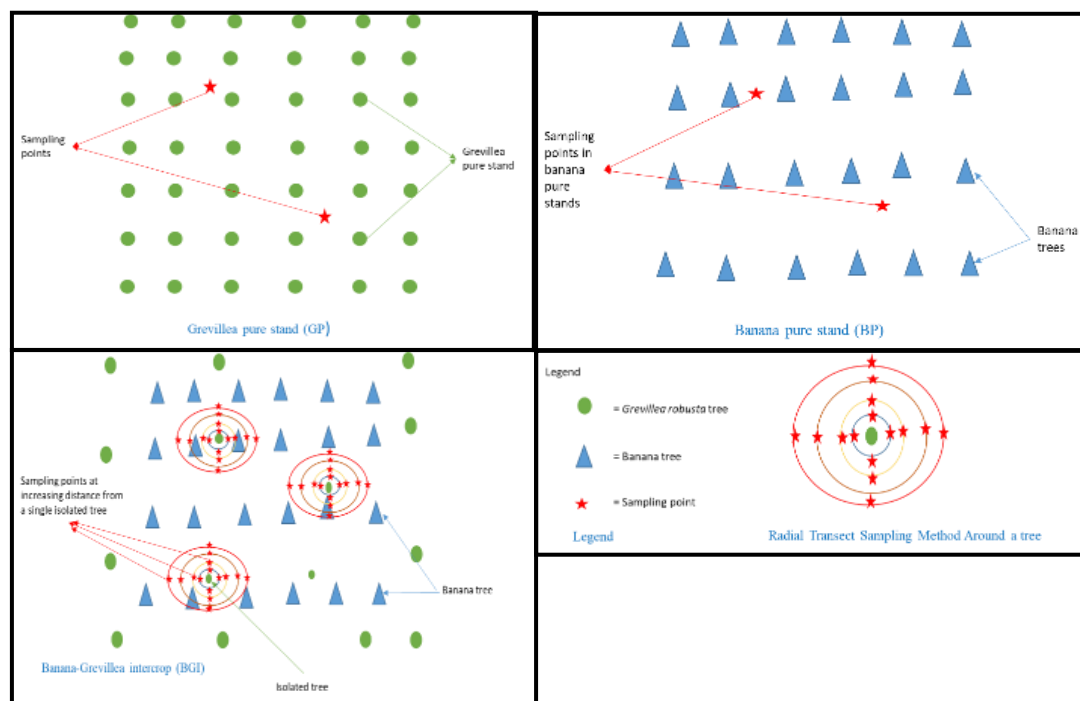 Sampling
points
Grevillea
pure stand
Grevillea pure stand (GP)
Sampling
points in
banana
pure
stands
Banana
trees
Banana pure stand (BP)
Sampling points at
increasing distance from
a single isolated tree
Banana tree
Banana-Grevillea intercrop (BGI)
Isolated tree
Legend
= Grevillea robusta tree
= Banana tree
= Sampling point
Legend
Radial Transect Sampling Method Around a tree